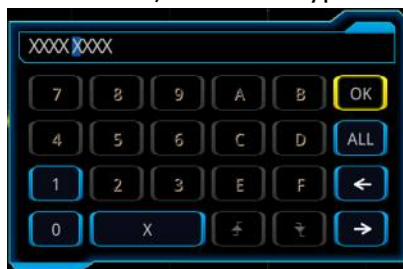 XXXX XXXX
7 8 9 A B OK
4 5 6 C D ALL
1 2 3 E F ←
0 X →